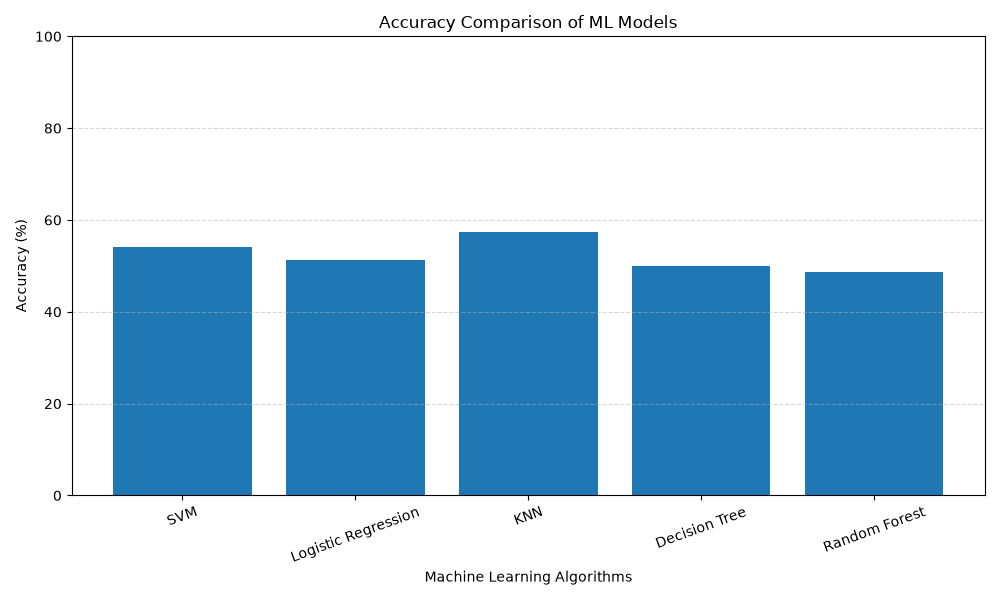 Accuracy Comparison of ML Models
100
80
60
40
20
0
Accuracy (%)
SVM
Logistic Regression
KNN
Decision Tree
Random Forest
Machine Learning Algorithms